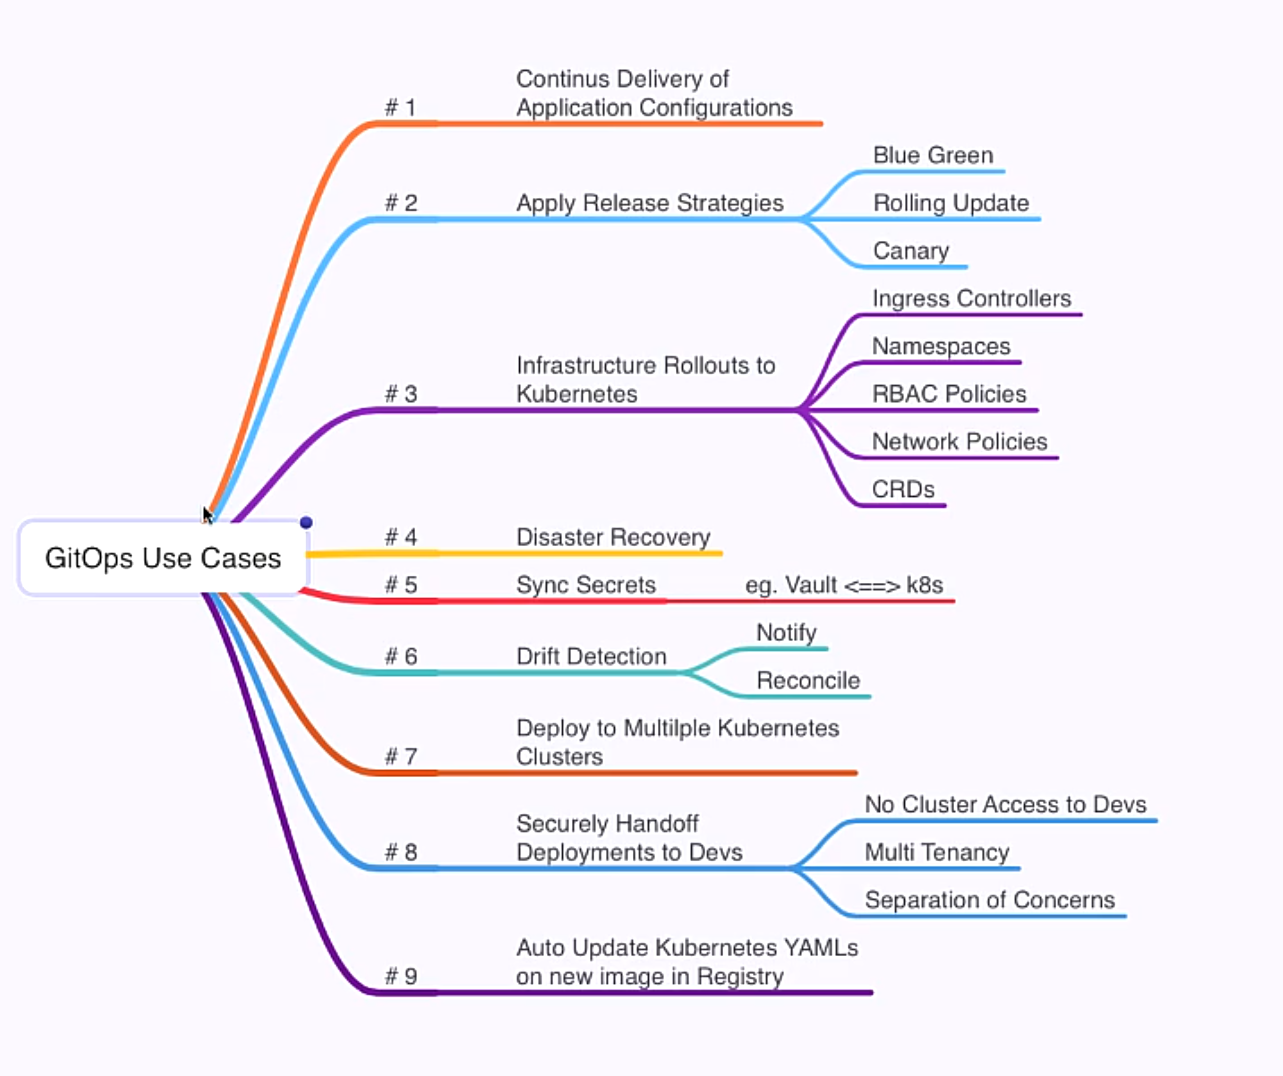 GitOps Use Cases
# 1
Continus Delivery of
Application Configurations
# 2
Apply Release Strategies
Blue Green
Rolling Update
Canary
# 3
Infrastructure Rollouts to
Kubernetes
Ingress Controllers
Namespaces
RBAC Policies
Network Policies
CRDs
# 4
Disaster Recovery
# 5
Sync Secrets
eg. Vault <==> k8s
# 6
Drift Detection
Notify
Reconcile
# 7
Deploy to Multilple Kubernetes
Clusters
# 8
Securely Handoff
Deployments to Devs
No Cluster Access to Devs
Multi Tenancy
Separation of Concerns
# 9
Auto Update Kubernetes YAMLs
on new image in Registry